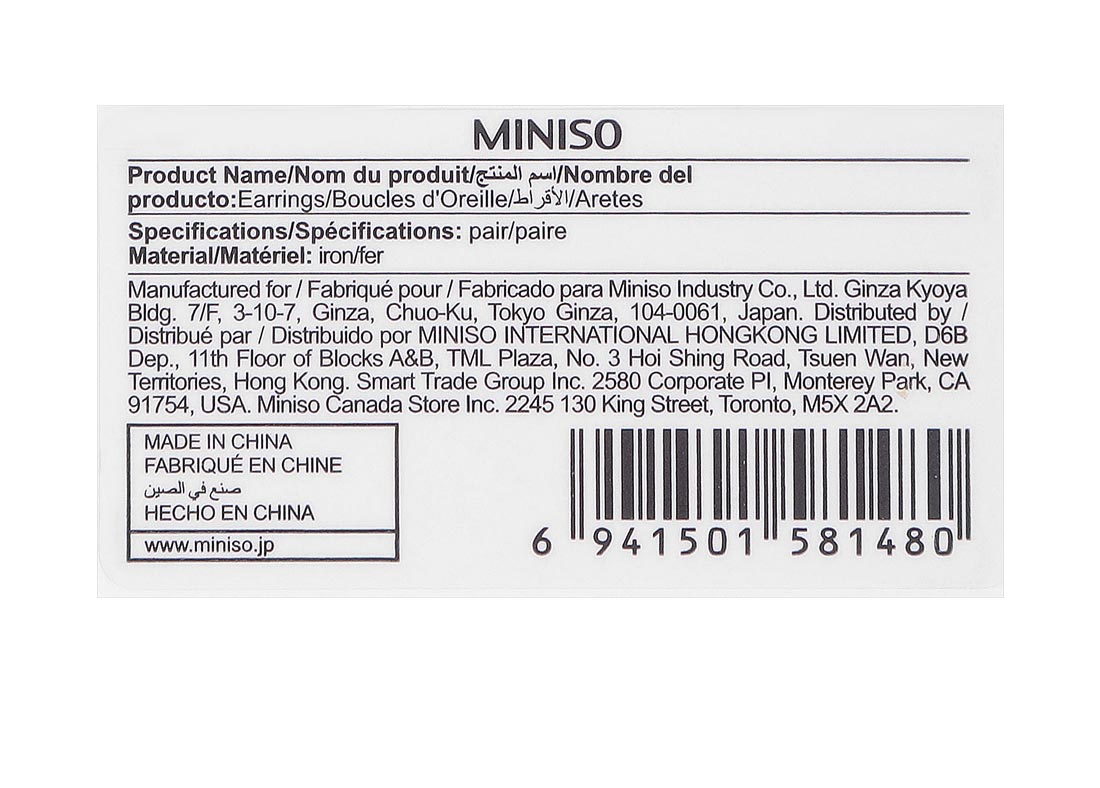 MINISO
Product Name/Nom du produit/اسم المنتج/Nombre del
producto:Earrings/Boucles d'Oreille/الأقراط/Aretes
Specifications/Spécifications: pair/paire
Material/Matériel: iron/fer
Manufactured for / Fabriqué pour / Fabricado para Miniso Industry Co., Ltd. Ginza Kyoya
Bldg. 7/F, 3-10-7, Ginza, Chuo-Ku, Tokyo Ginza, 104-0061, Japan. Distributed by /
Distribué par / Distribuido por MINISO INTERNATIONAL HONGKONG LIMITED, D6B
Dep., 11th Floor of Blocks A&B, TML Plaza, No. 3 Hoi Shing Road, Tsuen Wan, New
Territories, Hong Kong. Smart Trade Group Inc. 2580 Corporate Pl, Monterey Park, CA
91754, USA. Miniso Canada Store Inc. 2245 130 King Street, Toronto, M5X 2A2.
MADE IN CHINA
FABRIQUÉ EN CHINE
صنع في الصين
HECHO EN CHINA
www.miniso.jp
6 941501 581480